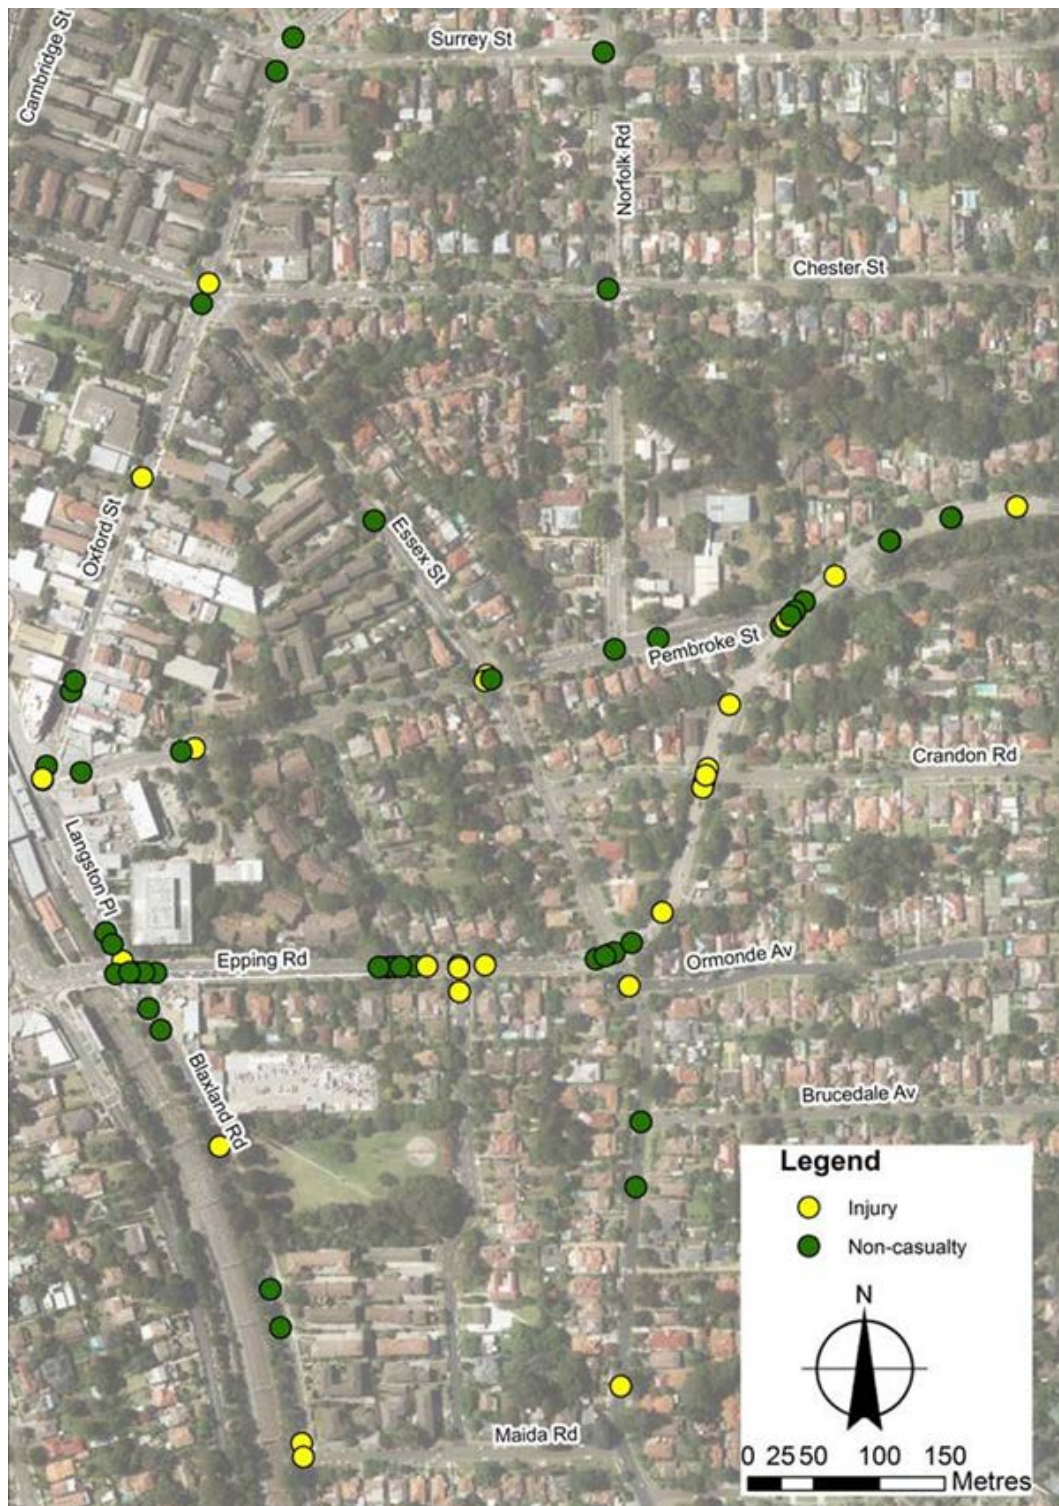 Cambridge St
Surrey St
Norfolk Rd
Chester St
Oxford St
Essex St
Pembroke St
Crandon Rd
Langston Pl
Epping Rd
Ormonde Av
Blaxland Rd
Brucedale Av
Maida Rd
Legend
Injury
Non-casualty
N
0 25 50 100 150
Metres